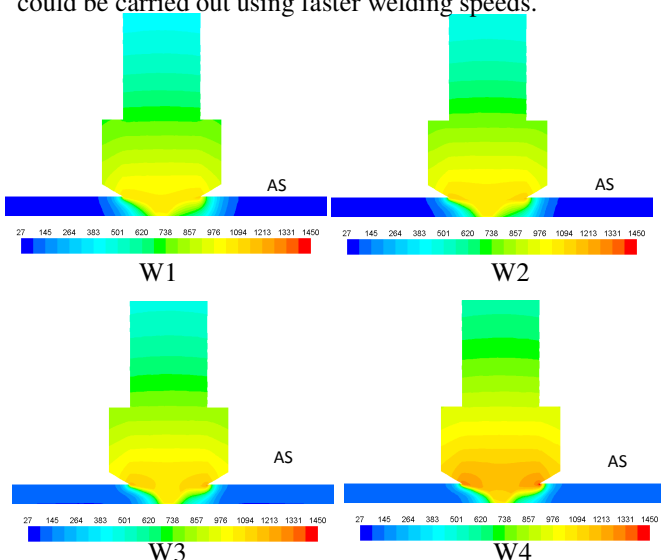 could be carried out using faster welding speeds.
AS
AS
27 145 264 383 501 620 738 857 976 1094 1213 1331 1450
27 145 264 383 501 620 738 857 976 1094 1213 1331 1450
W1
W2
AS
AS
27 145 264 383 501 620 738 857 976 1094 1213 1331 1450
27 145 264 383 501 620 738 857 976 1094 1213 1331 1450
W3
W4